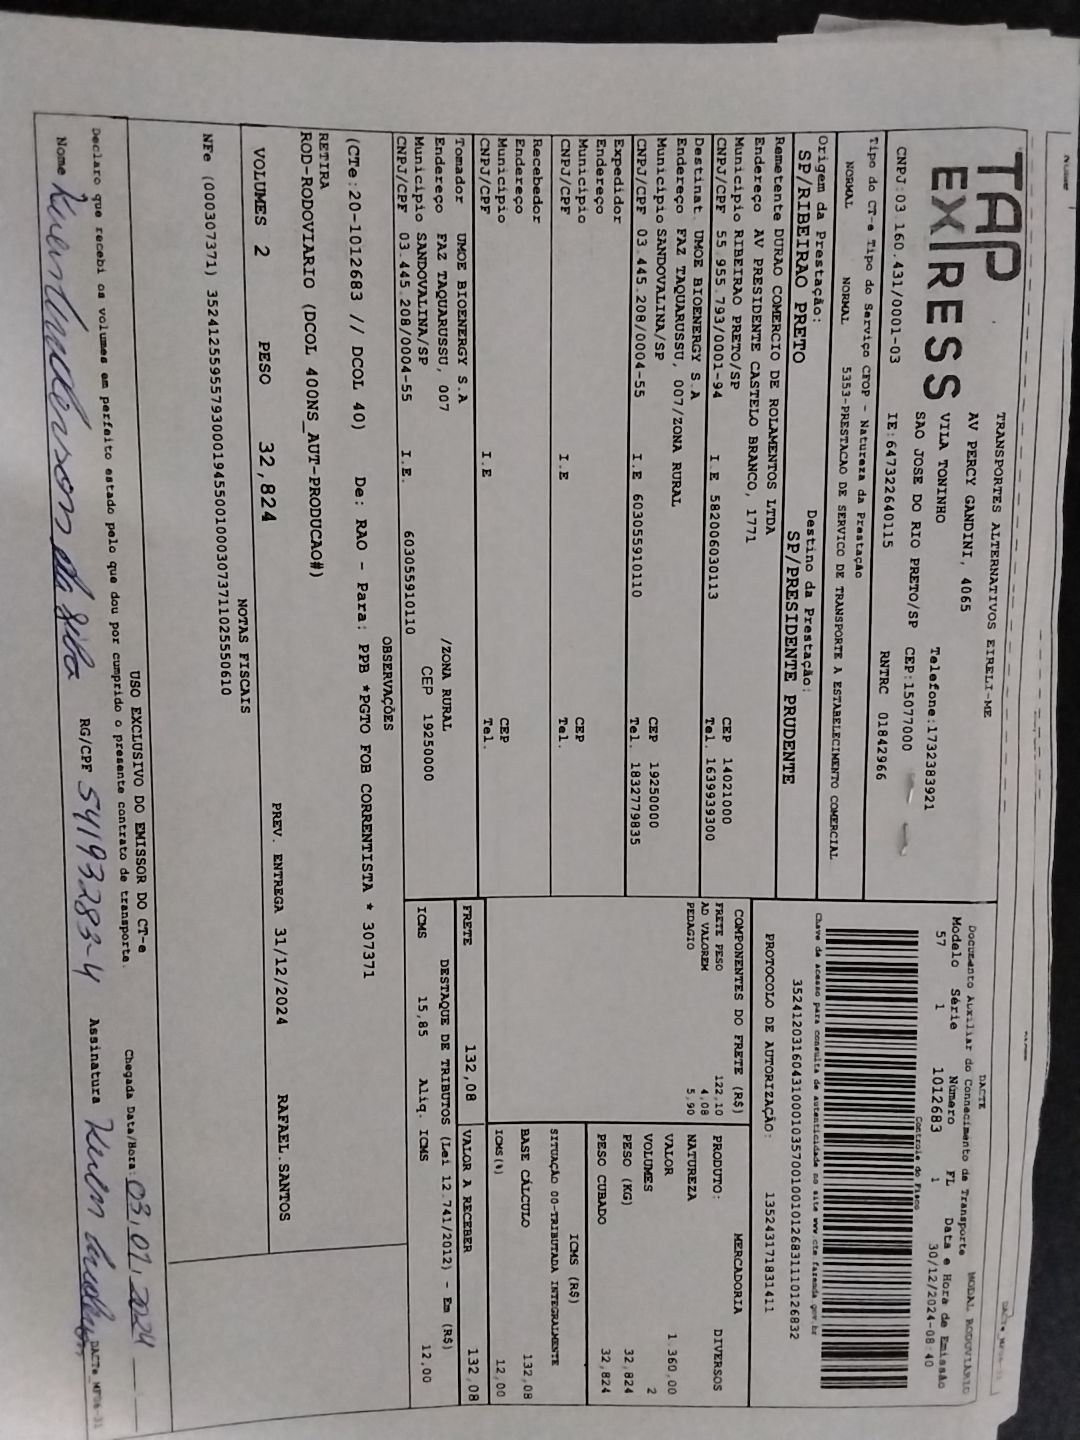 TAP
EXPRESS
TRANSPORTES ALTERNATIVOS EIRELI-ME
AV PERCY GANDINI, 4065
VILA TONINHO
SAO JOSE DO RIO PRETO/SP
Telefone:1732383921
CEP:15077000
CNPJ:03.160.431/0001-03
IE:647322640115
RNTRC 01842966
DACTE
Documento Auxiliar do Conhecimento de Transporte
MODAL RODOVIÁRIO
Modelo Série Número FL Data e Hora de Emissão
57 1 1012683 1 30/12/2024-08:40
Controle do Fisco
Chave de acesso para consulta de autenticidade no site www.cte.fazenda.gov.br
35241203160431000103570010010126831110126832
PROTOCOLO DE AUTORIZAÇÃO: 135243171831411
Tipo do CT-e Tipo do Serviço CFOP - Natureza da Prestação
NORMAL NORMAL 5353-PRESTACAO DE SERVICO DE TRANSPORTE A ESTABELECIMENTO COMERCIAL
Origem da Prestação: Destino da Prestação:
SP/RIBEIRAO PRETO SP/PRESIDENTE PRUDENTE
Remetente DURAO COMERCIO DE ROLAMENTOS LTDA
Endereço AV PRESIDENTE CASTELO BRANCO, 1771
Município RIBEIRAO PRETO/SP CEP 14021000
CNPJ/CPF 55.955.793/0001-94 I.E 582006030113 Tel. 1639939300
Destinat. UMOE BIOENERGY S.A
Endereço FAZ TAQUARUSSU, 007/ZONA RURAL
Município SANDOVALINA/SP CEP 19250000
CNPJ/CPF 03.445.208/0004-55 I.E 603055910110 Tel. 1832779835
Expedidor
Endereço
Município CEP
CNPJ/CPF I.E Tel.
Recebedor
Endereço
Município CEP
CNPJ/CPF I.E Tel.
Tomador UMOE BIOENERGY S.A
Endereço FAZ TAQUARUSSU, 007 /ZONA RURAL
Município SANDOVALINA/SP CEP 19250000
CNPJ/CPF 03.445.208/0004-55 I.E. 603055910110
COMPONENTES DO FRETE (R$)
FRETE PESO 122,10
AD VALOREM 4,08
PEDAGIO 5,90
MERCADORIA
PRODUTO: DIVERSOS
NATUREZA
VALOR 1.360,00
VOLUMES 2
PESO (KG) 32,824
PESO CUBADO 32,824
ICMS (R$)
SITUAÇÃO 00-TRIBUTADA INTEGRALMENTE
BASE CÁLCULO 132,08
ICMS(%) 12,00
FRETE 132,08 VALOR A RECEBER 132,08
DESTAQUE DE TRIBUTOS (Lei 12.741/2012) - Em (R$)
ICMS 15,85 Alíq. ICMS 12,00
OBSERVAÇÕES
(CTe:20-1012683 // DCOL 40) De: RAO - Para: PPB *PGTO FOB CORRENTISTA * 307371
RETIRA
ROD-RODOVIARIO (DCOL 400NS_AUT-PRODUCAO#)
VOLUMES 2 PESO 32,824 PREV. ENTREGA 31/12/2024 RAFAEL.SANTOS
NOTAS FISCAIS
NFe (000307371) 35241255955793000194550010003073711025550610
USO EXCLUSIVO DO EMISSOR DO CT-e
Declaro que recebi os volumes em perfeito estado pelo que dou por cumprido o presente contrato de transporte.
Chegada Data/Hora: 03,01,2024
Nome da Silva RG/CPF 54193283-4 Assinatura
DACTe_MP06-31